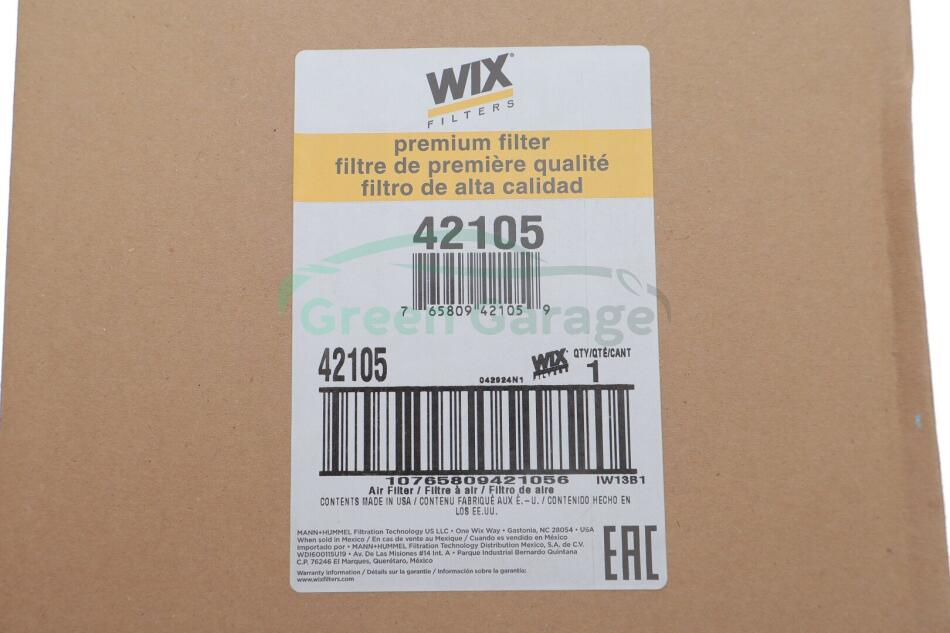 WIX®
FILTERS
premium filter
filtre de première qualité
filtro de alta calidad
42105
7 65809 42105 9
Green Garage
42105
042924N1
WIX
FILTERS
QTY/QTÉ/CANT
1
10765809421056
IW13B1
Air Filter / Filtre à air / Filtro de aire
CONTENTS MADE IN USA / CONTENU FABRIQUÉ AUX É.-U. / CONTENIDO HECHO EN
LOS EE.UU.
MANN+HUMMEL Filtration Technology US LLC • One Wix Way • Gastonia, NC 28054 • USA
When sold in Mexico / En cas de vente au Mexique / Cuando es vendido en México
Importado por • MANN+HUMMEL Filtration Technology Distribution Mexico, S.A. de C.V.
WDI600115U19 • Av. De Las Misiones #14 Int. A • Parque Industrial Bernardo Quintana
C.P. 76246 El Marques, Querétaro, México
Warranty information / Détails sur la garantie / Información sobre la garantía:
www.wixfilters.com
EAC